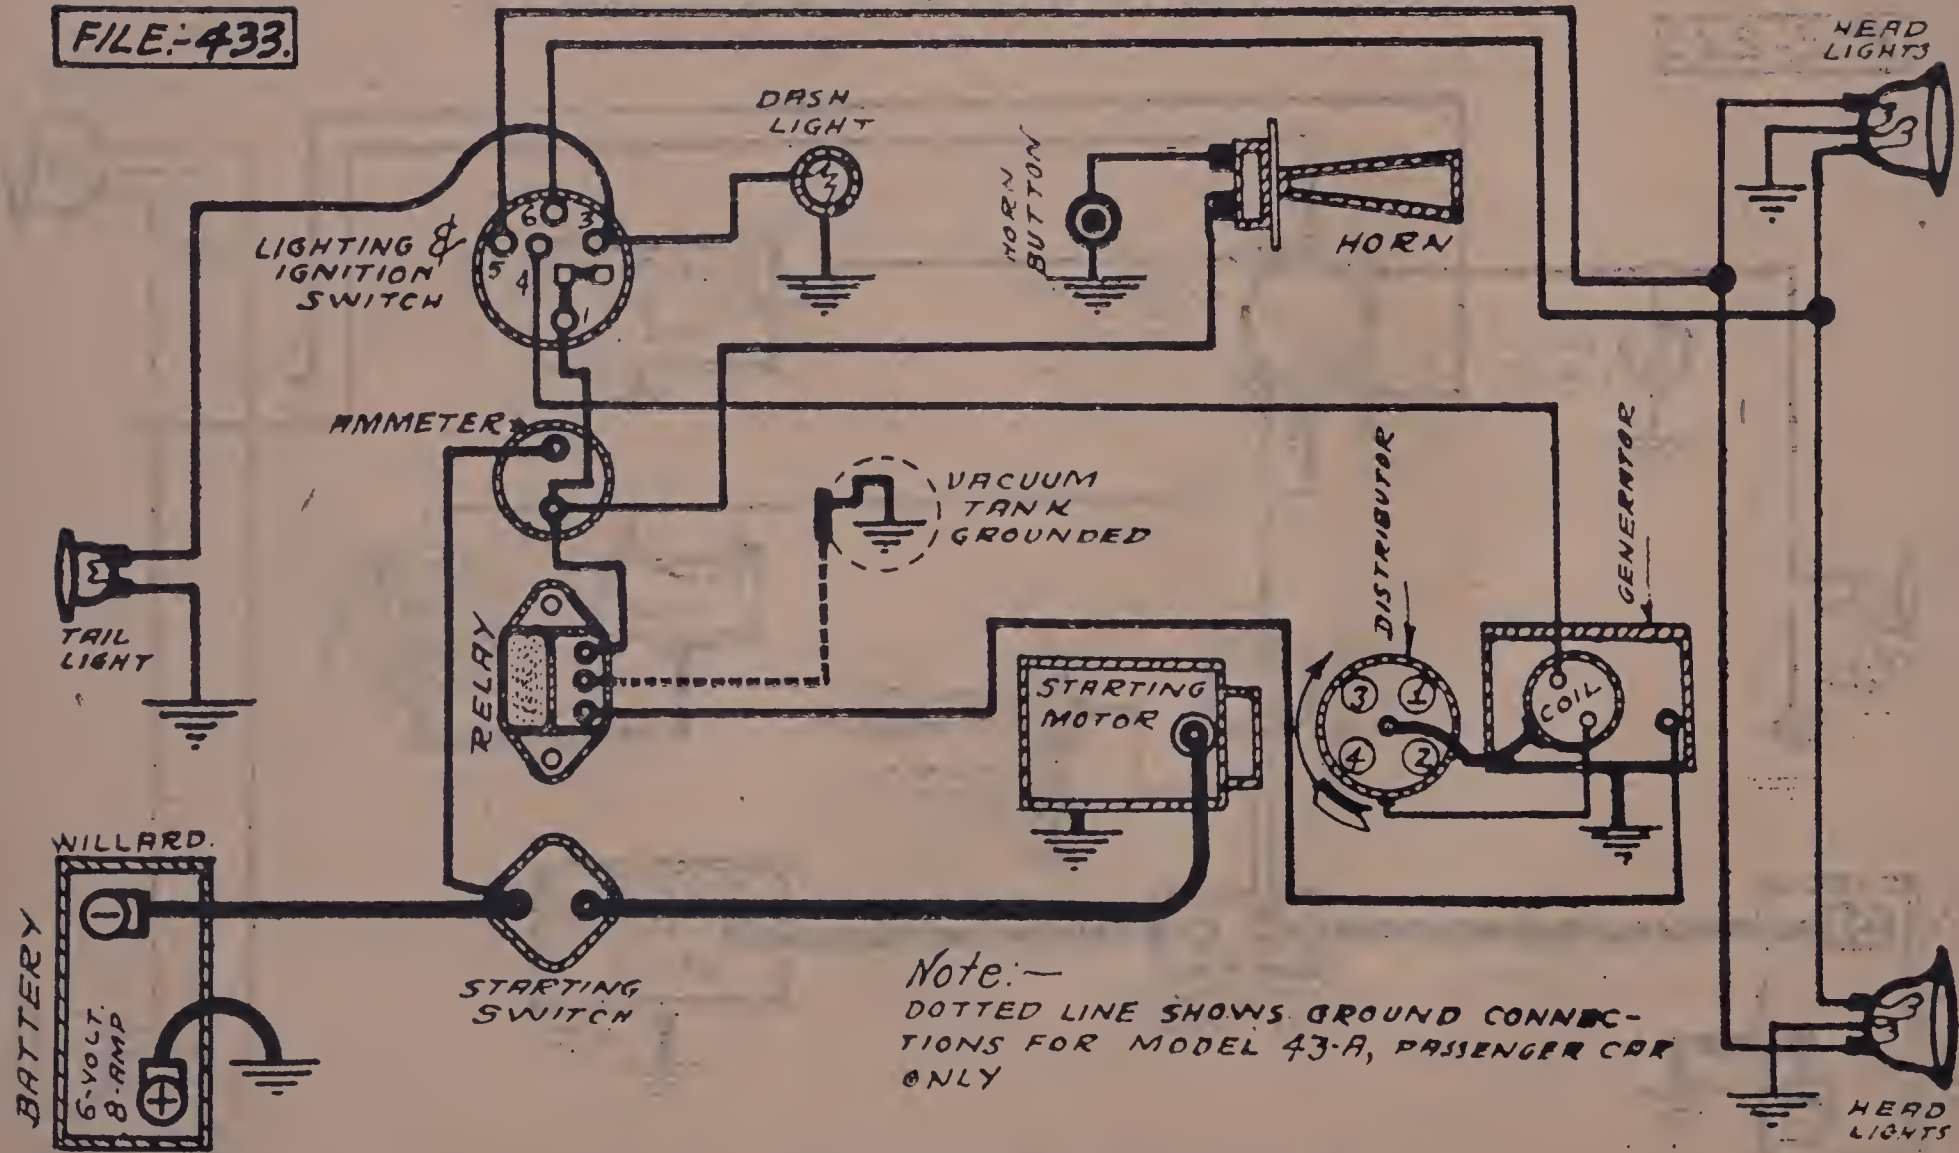 FILE:-433.
HEAD
LIGHTS
DASH
LIGHT
HORN
BUTTON
HORN
LIGHTING &
IGNITION
SWITCH
6
3
5
4
1
AMMETER
VACUUM
TANK
GROUNDED
DISTRIBUTOR
GENERATOR
TAIL
LIGHT
RELAY
STARTING
MOTOR
3
1
4
2
COIL
WILLARD.
BATTERY
6-VOLT.
8-AMP
STARTING
SWITCH
Note:—
DOTTED LINE SHOWS GROUND CONNEC-
TIONS FOR MODEL 43-A, PASSENGER CAR
ONLY
HEAD
LIGHTS